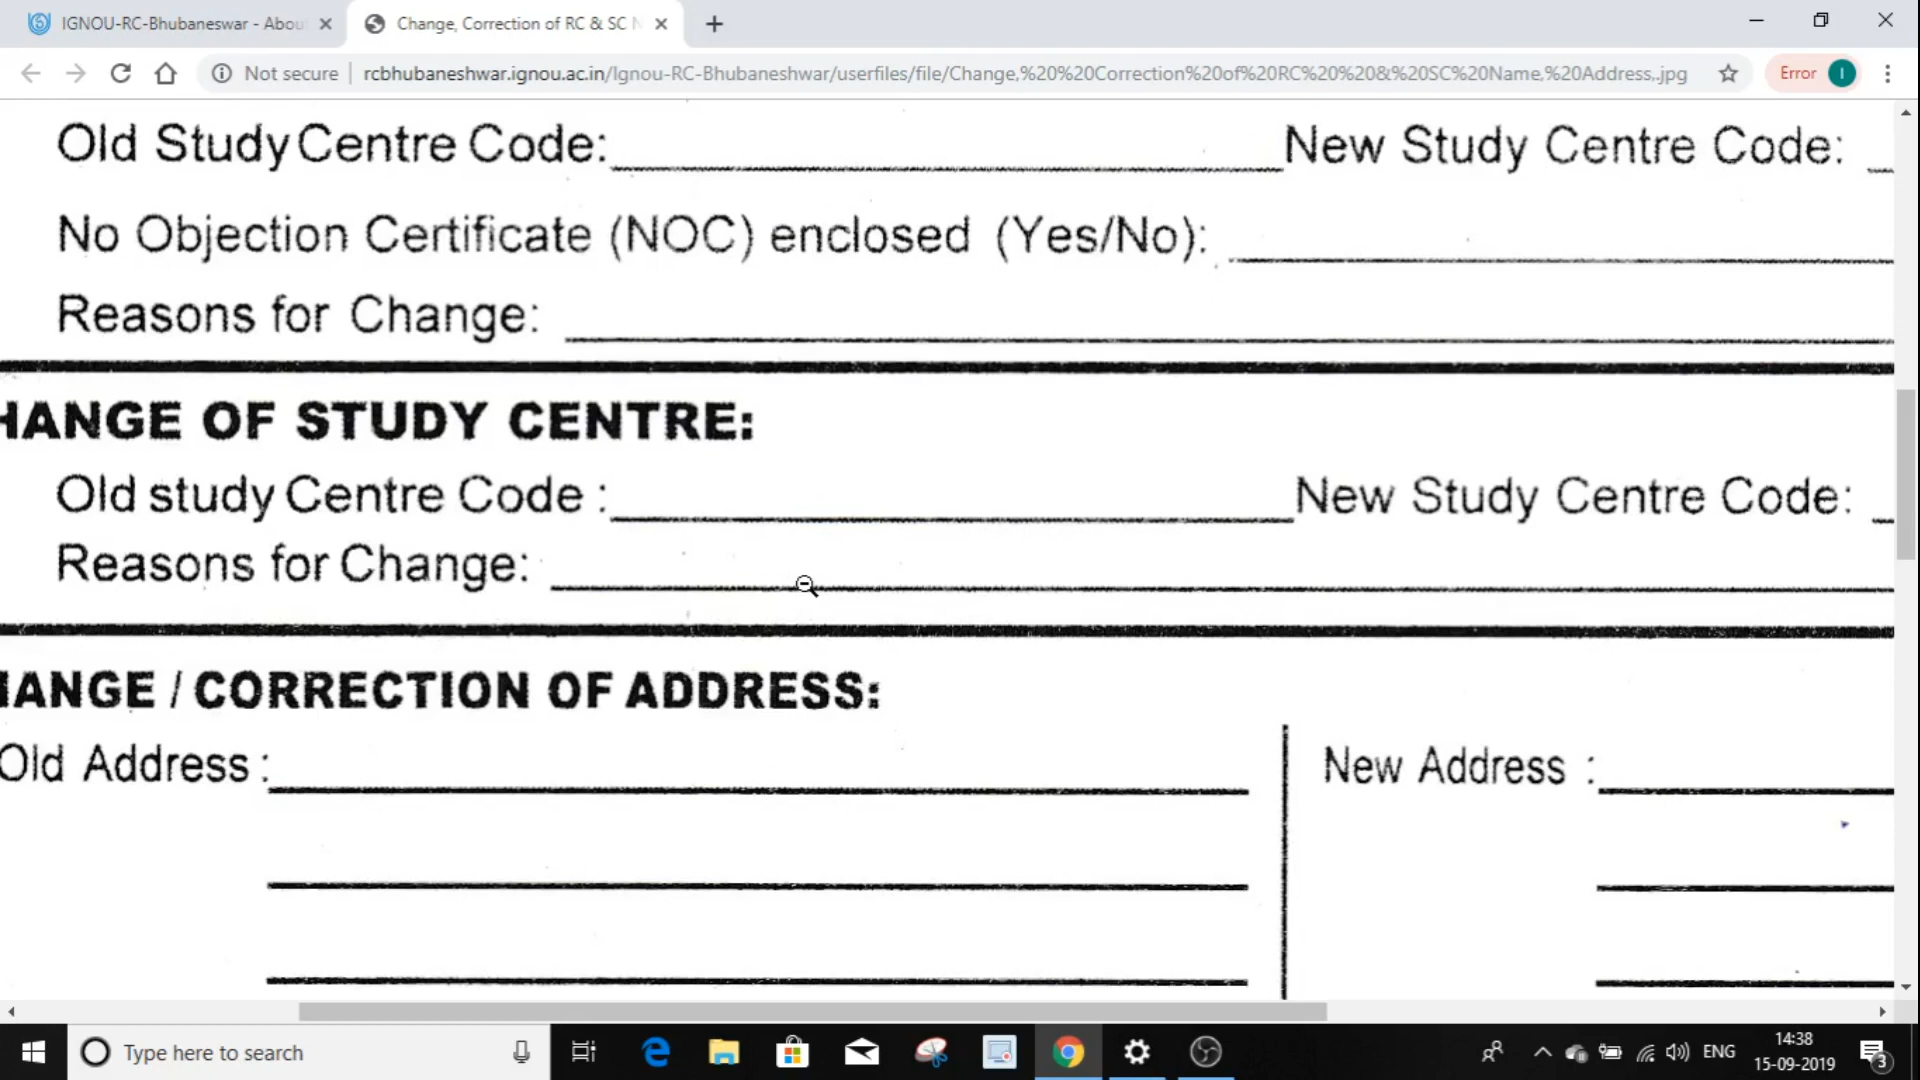 IGNOU-RC-Bhubaneswar - Abou
Change, Correction of RC & SC N
Not secure
rcbhubaneshwar.ignou.ac.in/Ignou-RC-Bhubaneshwar/userfiles/file/Change,%20%20Correction%20of%20RC%20%20&%20SC%20Name,%20Address,.jpg
Error I
Old Study Centre Code: New Study Centre Code:
No Objection Certificate (NOC) enclosed (Yes/No):
Reasons for Change:
HANGE OF STUDY CENTRE:
Old study Centre Code : New Study Centre Code:
Reasons for Change:
HANGE / CORRECTION OF ADDRESS:
Old Address : New Address :
Type here to search
ENG
14:38
15-09-2019
3